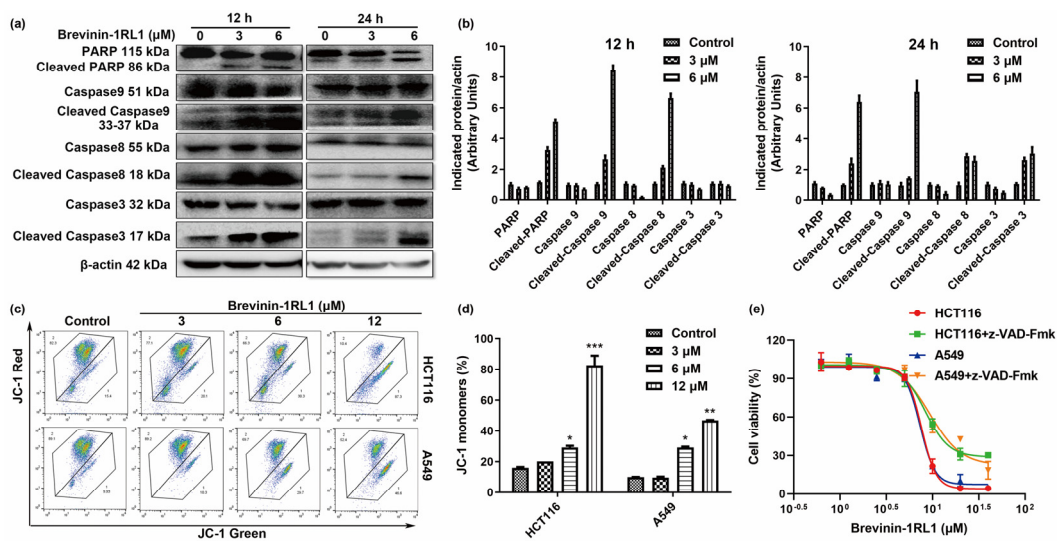 (a)
12 h
24 h
Brevinin-1RL1 (μM) 0 3 6 0 3 6
PARP 115 kDa
Cleaved PARP 86 kDa
Caspase9 51 kDa
Cleaved Caspase9
33-37 kDa
Caspase8 55 kDa
Cleaved Caspase8 18 kDa
Caspase3 32 kDa
Cleaved Caspase3 17 kDa
β-actin 42 kDa
(b)
12 h
Control
3 μM
6 μM
Indicated protein/actin
(Arbitrary Units)
10
8
6
4
2
0
PARP
Cleaved-PARP
Caspase 9
Cleaved-Caspase 9
Caspase 8
Cleaved-Caspase 8
Caspase 3
Cleaved-Caspase 3
24 h
Control
3 μM
6 μM
Indicated protein/actin
(Arbitrary Units)
10
8
6
4
2
0
PARP
Cleaved-PARP
Caspase 9
Cleaved-Caspase 9
Caspase 8
Cleaved-Caspase 8
Caspase 3
Cleaved-Caspase 3
(c)
Brevinin-1RL1 (μM)
Control 3 6 12
JC-1 Red
HCT116
A549
JC-1 Green
(d)
Control
3 μM
6 μM
12 μM
JC-1 monomers (%)
100
80
60
40
20
0
*
***
*
**
HCT116
A549
(e)
HCT116
HCT116+z-VAD-Fmk
A549
A549+z-VAD-Fmk
Cell viability (%)
120
90
60
30
0
10-0.5 100.0 100.5 101.0 101.5 102.0
Brevinin-1RL1 (μM)